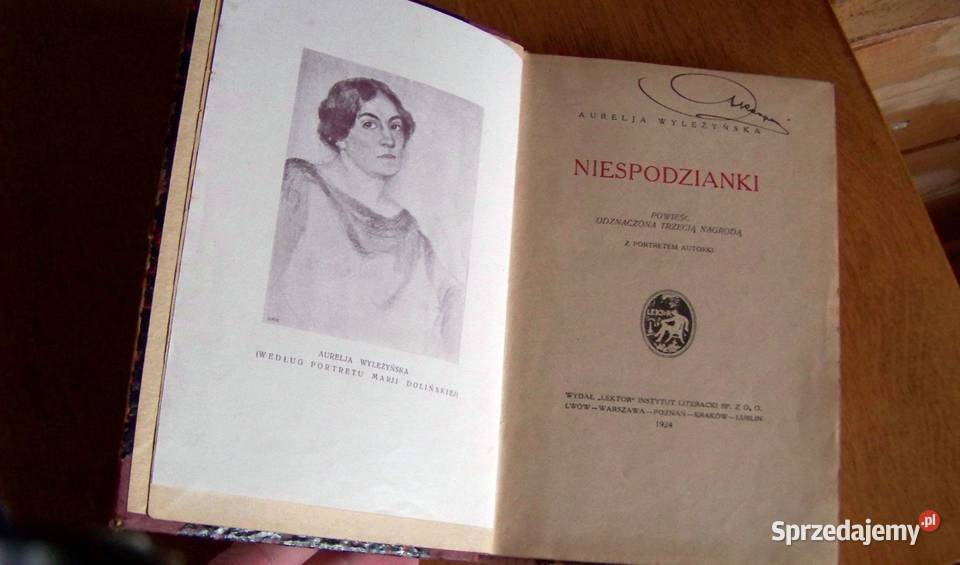 AURELJA WYLEŻYŃSKA
(WEDŁUG PORTRETU MARJI DOLIŃSKIEJ)
AURELJA WYLEŻYŃSKA
NIESPODZIANKI
POWIEŚĆ
ODZNACZONA TRZECIĄ NAGRODĄ
Z PORTRETEM AUTORKI
LEKTOR
WYDAŁ „LEKTOR" INSTYTUT LITERACKI SP. Z O. O.
LWÓW—WARSZAWA—POZNAŃ—KRAKÓW—LUBLIN
1924
Sprzedajemy.pl